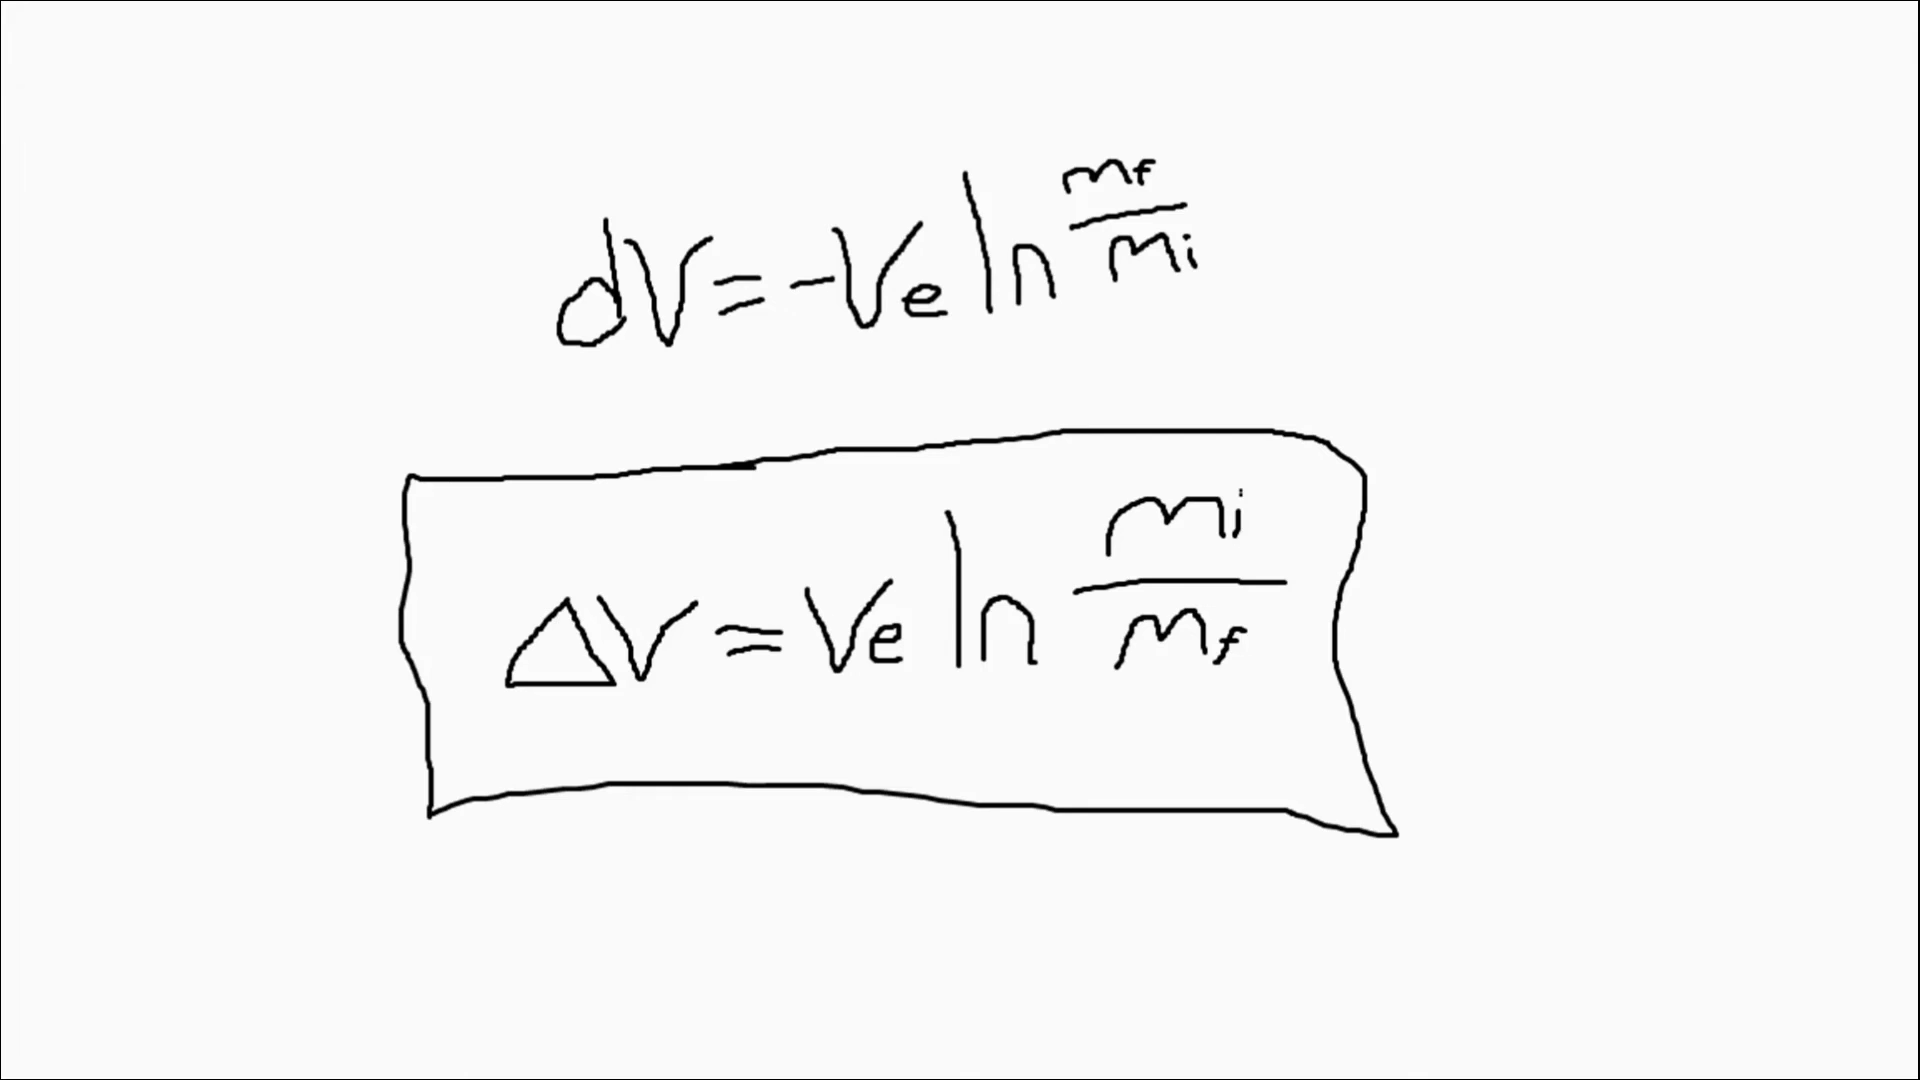 dV = -Ve ln mf/mi
ΔV = Ve ln mi/mf